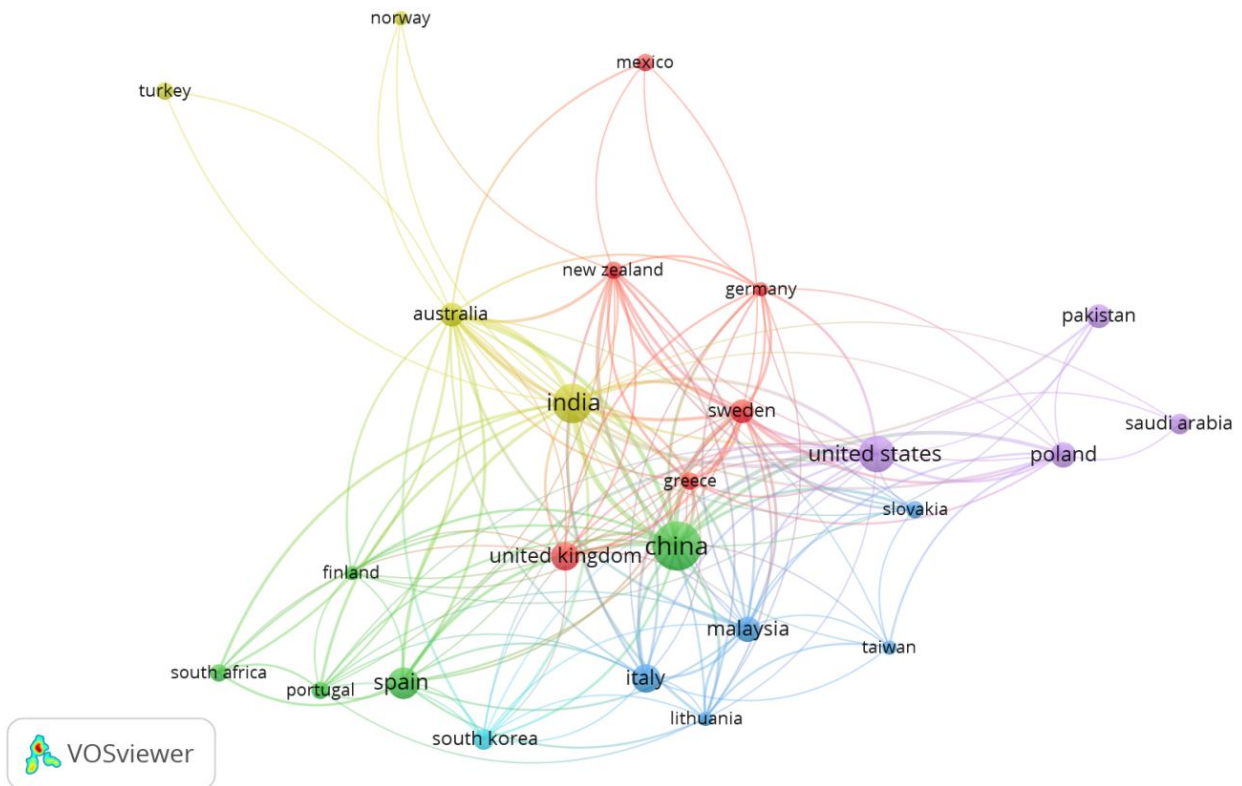 norway
mexico
turkey
new zealand
germany
australia
pakistan
india
sweden
saudi arabia
united states
poland
greece
slovakia
china
united kingdom
finland
malaysia
taiwan
south africa
portugal
spain
italy
lithuania
south korea
VOSviewer